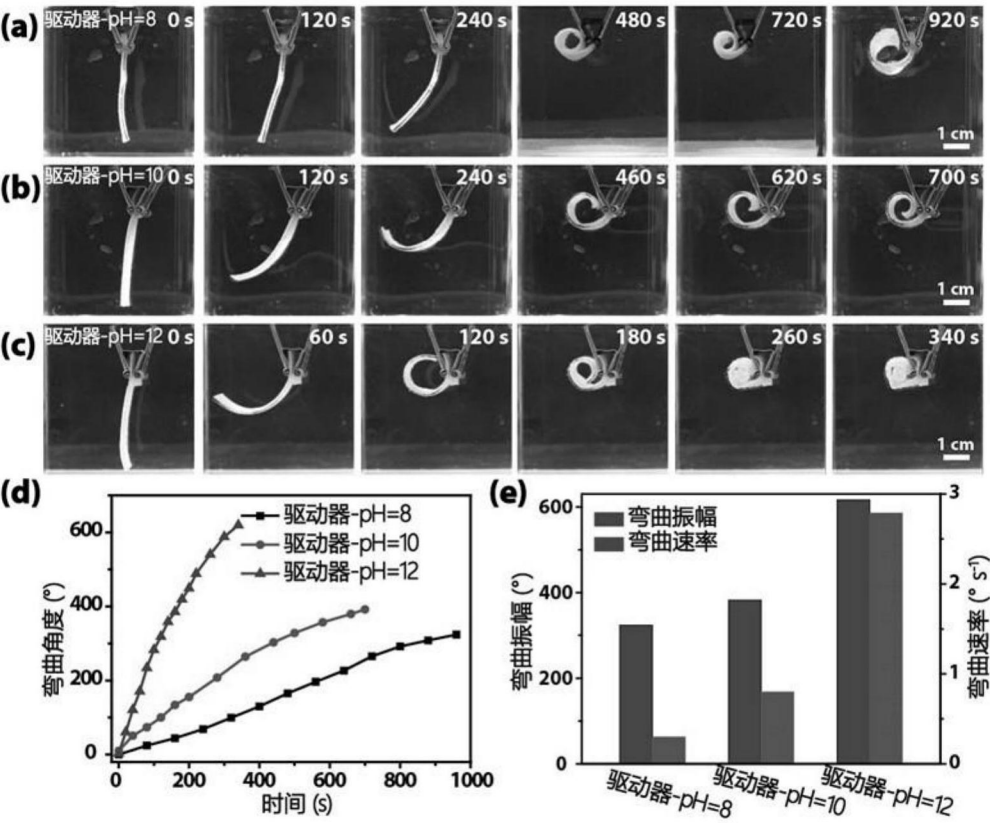 (a) 驱动器-pH=8 0 s 120 s 240 s 480 s 720 s 920 s
1 cm
(b) 驱动器-pH=10 0 s 120 s 240 s 460 s 620 s 700 s
1 cm
(c) 驱动器-pH=12 0 s 60 s 120 s 180 s 260 s 340 s
1 cm
(d)
驱动器-pH=8
驱动器-pH=10
驱动器-pH=12
弯曲角度 (°)
600
400
200
0
0 200 400 600 800 1000
时间 (s)
(e)
弯曲振幅
弯曲速率
弯曲振幅 (°)
600
400
200
0
3
2
1
0
弯曲速率 (° s⁻¹)
驱动器-pH=8
驱动器-pH=10
驱动器-pH=12